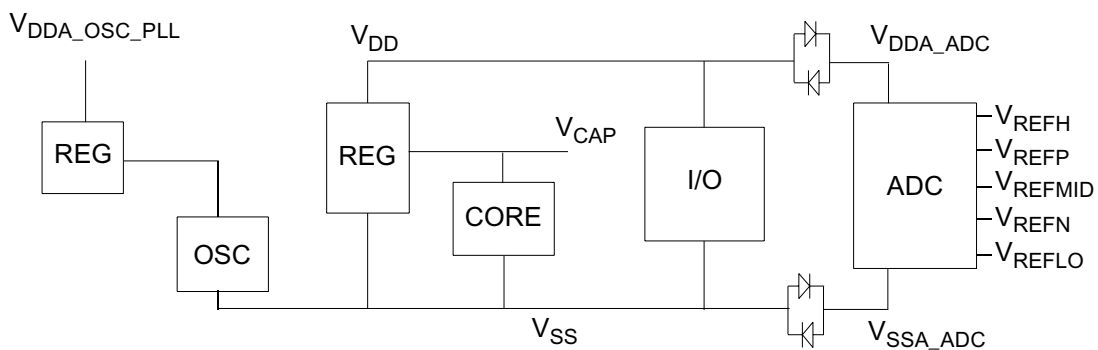 VDDA_OSC_PLL
VDD
VDDA_ADC
REG
REG
VCAP
CORE
I/O
ADC
VREFH
VREFP
VREFMID
VREFN
VREFLO
OSC
VSS
VSSA_ADC